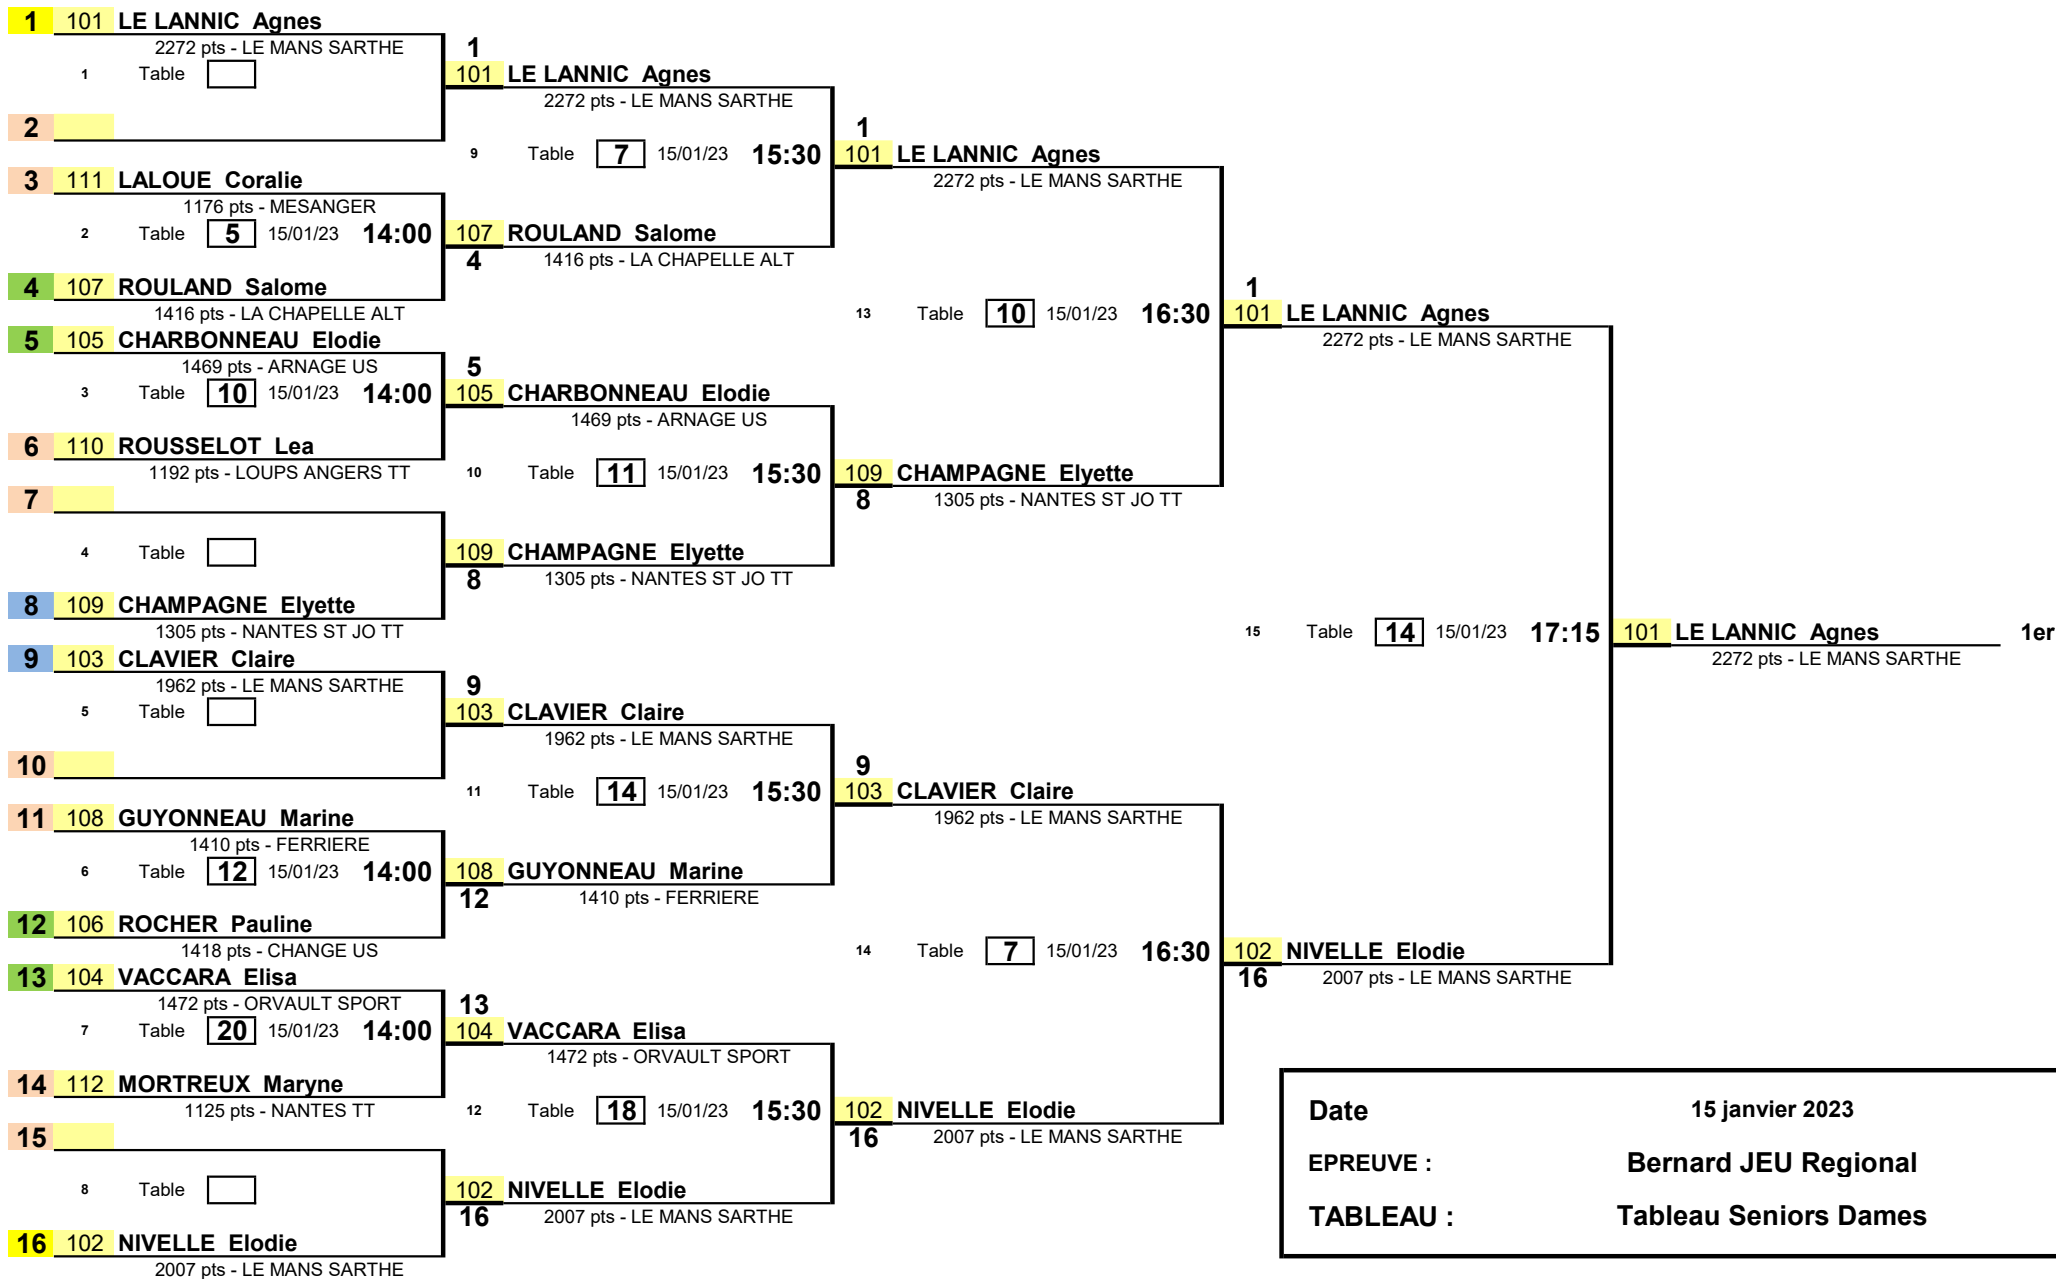 1 101 LE LANNIC Agnes
2272 pts - LE MANS SARTHE
1 Table
2
3 111 LALOUE Coralie
1176 pts - MESANGER
2 Table 5 15/01/23 14:00
4 107 ROULAND Salome
1416 pts - LA CHAPELLE ALT
5 105 CHARBONNEAU Elodie
1469 pts - ARNAGE US
3 Table 10 15/01/23 14:00
6 110 ROUSSELOT Lea
1192 pts - LOUPS ANGERS TT
7
4 Table
8 109 CHAMPAGNE Elyette
1305 pts - NANTES ST JO TT
9 103 CLAVIER Claire
1962 pts - LE MANS SARTHE
5 Table
10
11 108 GUYONNEAU Marine
1410 pts - FERRIERE
6 Table 12 15/01/23 14:00
12 106 ROCHER Pauline
1418 pts - CHANGE US
13 104 VACCARA Elisa
1472 pts - ORVAULT SPORT
7 Table 20 15/01/23 14:00
14 112 MORTREUX Maryne
1125 pts - NANTES TT
15
8 Table
16 102 NIVELLE Elodie
2007 pts - LE MANS SARTHE
1
101 LE LANNIC Agnes
2272 pts - LE MANS SARTHE
9 Table 7 15/01/23 15:30
107 ROULAND Salome
4 1416 pts - LA CHAPELLE ALT
5
105 CHARBONNEAU Elodie
1469 pts - ARNAGE US
10 Table 11 15/01/23 15:30
109 CHAMPAGNE Elyette
8 1305 pts - NANTES ST JO TT
9
103 CLAVIER Claire
1962 pts - LE MANS SARTHE
11 Table 14 15/01/23 15:30
108 GUYONNEAU Marine
12 1410 pts - FERRIERE
13
104 VACCARA Elisa
1472 pts - ORVAULT SPORT
12 Table 18 15/01/23 15:30
102 NIVELLE Elodie
16 2007 pts - LE MANS SARTHE
1
101 LE LANNIC Agnes
2272 pts - LE MANS SARTHE
13 Table 10 15/01/23 16:30
109 CHAMPAGNE Elyette
8 1305 pts - NANTES ST JO TT
9
103 CLAVIER Claire
1962 pts - LE MANS SARTHE
14 Table 7 15/01/23 16:30
102 NIVELLE Elodie
16 2007 pts - LE MANS SARTHE
1
101 LE LANNIC Agnes
2272 pts - LE MANS SARTHE
15 Table 14 15/01/23 17:15
102 NIVELLE Elodie
16 2007 pts - LE MANS SARTHE
101 LE LANNIC Agnes 1er
2272 pts - LE MANS SARTHE
Date 15 janvier 2023
EPREUVE : Bernard JEU Regional
TABLEAU : Tableau Seniors Dames